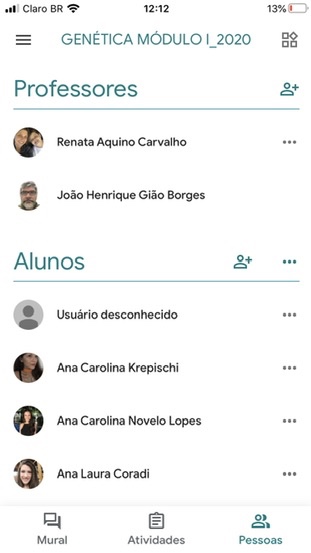 Claro BR 12:12 13%
GENÉTICA MÓDULO I_2020
Professores
Renata Aquino Carvalho
João Henrique Gião Borges
Alunos
Usuário desconhecido
Ana Carolina Krepischi
Ana Carolina Novelo Lopes
Ana Laura Coradi
Mural Atividades Pessoas